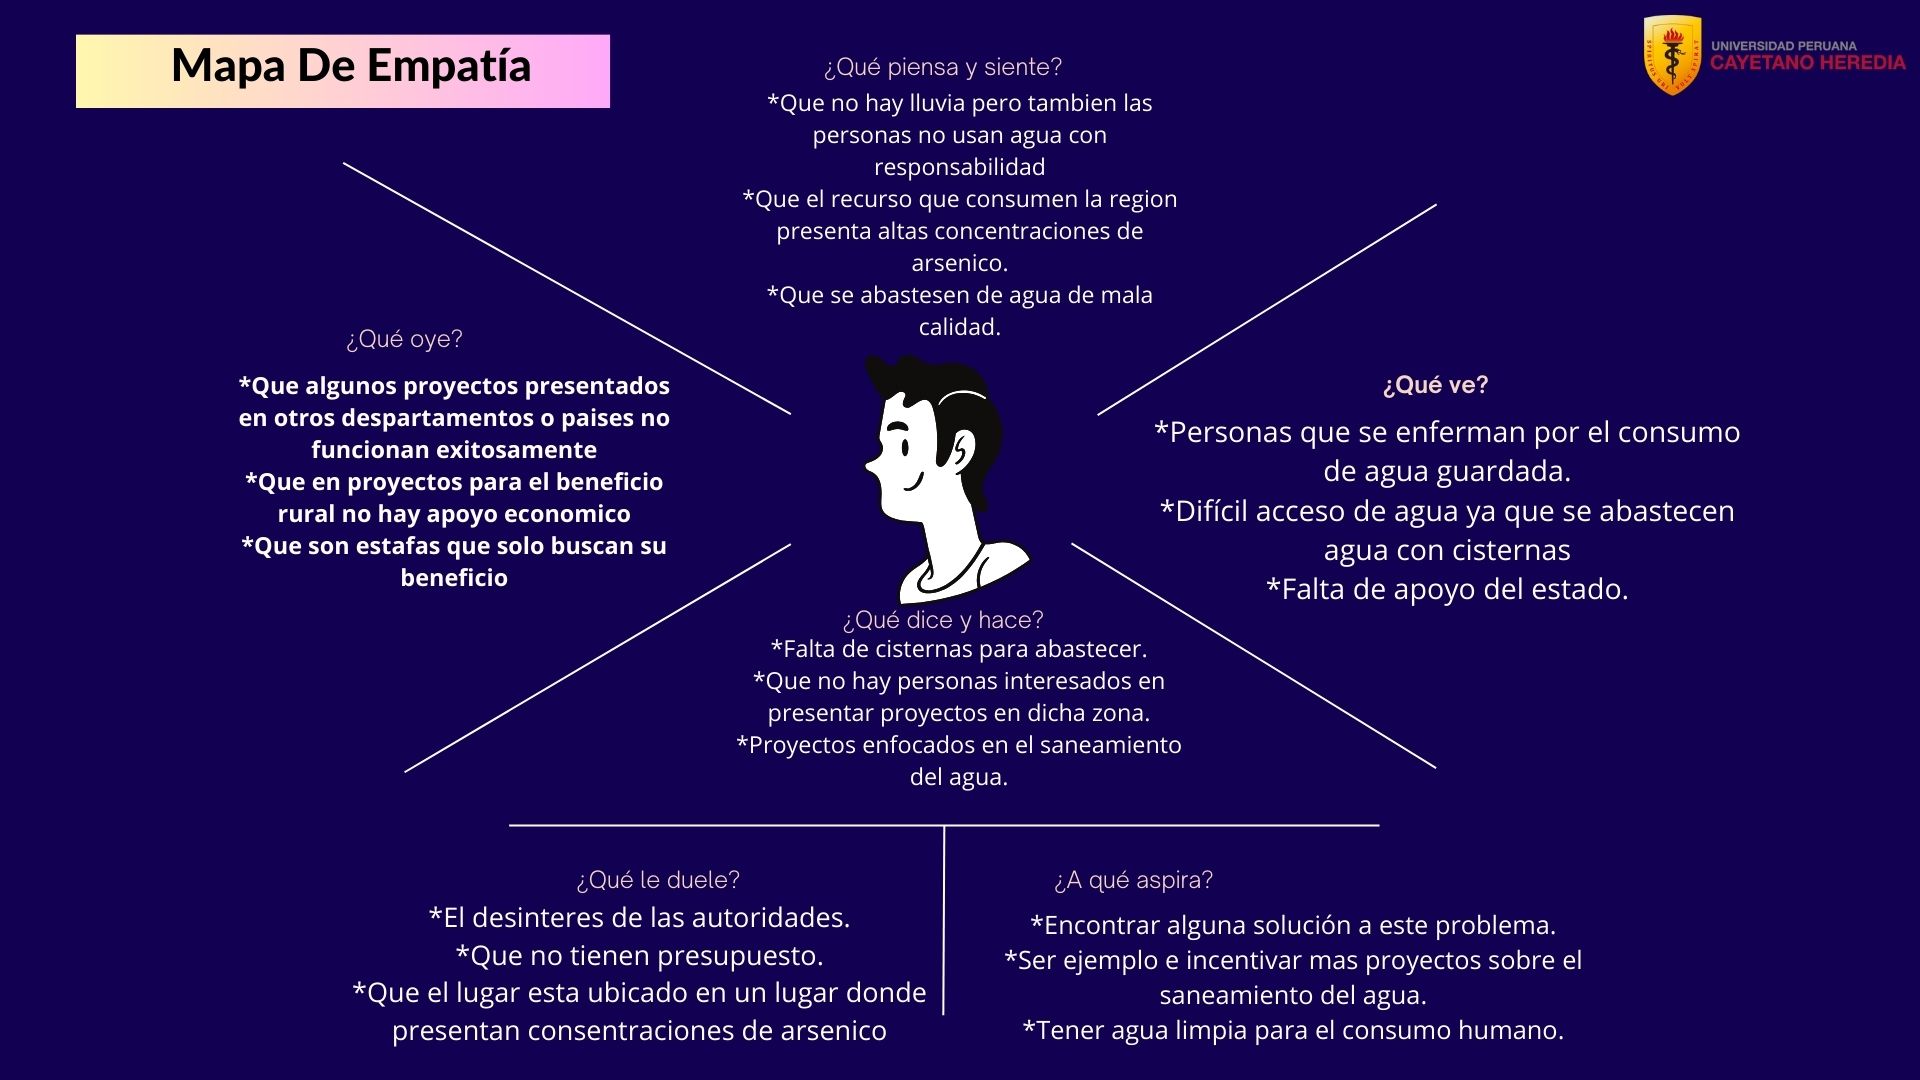 Mapa De Empatía
UNIVERSIDAD PERUANA
CAYETANO HEREDIA
¿Qué piensa y siente?
*Que no hay lluvia pero tambien las
personas no usan agua con
responsabilidad
*Que el recurso que consumen la region
presenta altas concentraciones de
arsenico.
*Que se abastesen de agua de mala
calidad.
¿Qué oye?
*Que algunos proyectos presentados
en otros despartamentos o paises no
funcionan exitosamente
*Que en proyectos para el beneficio
rural no hay apoyo economico
*Que son estafas que solo buscan su
beneficio
¿Qué ve?
*Personas que se enferman por el consumo
de agua guardada.
*Difícil acceso de agua ya que se abastecen
agua con cisternas
*Falta de apoyo del estado.
¿Qué dice y hace?
*Falta de cisternas para abastecer.
*Que no hay personas interesados en
presentar proyectos en dicha zona.
*Proyectos enfocados en el saneamiento
del agua.
¿Qué le duele?
*El desinteres de las autoridades.
*Que no tienen presupuesto.
*Que el lugar esta ubicado en un lugar donde
presentan consentraciones de arsenico
¿A qué aspira?
*Encontrar alguna solución a este problema.
*Ser ejemplo e incentivar mas proyectos sobre el
saneamiento del agua.
*Tener agua limpia para el consumo humano.